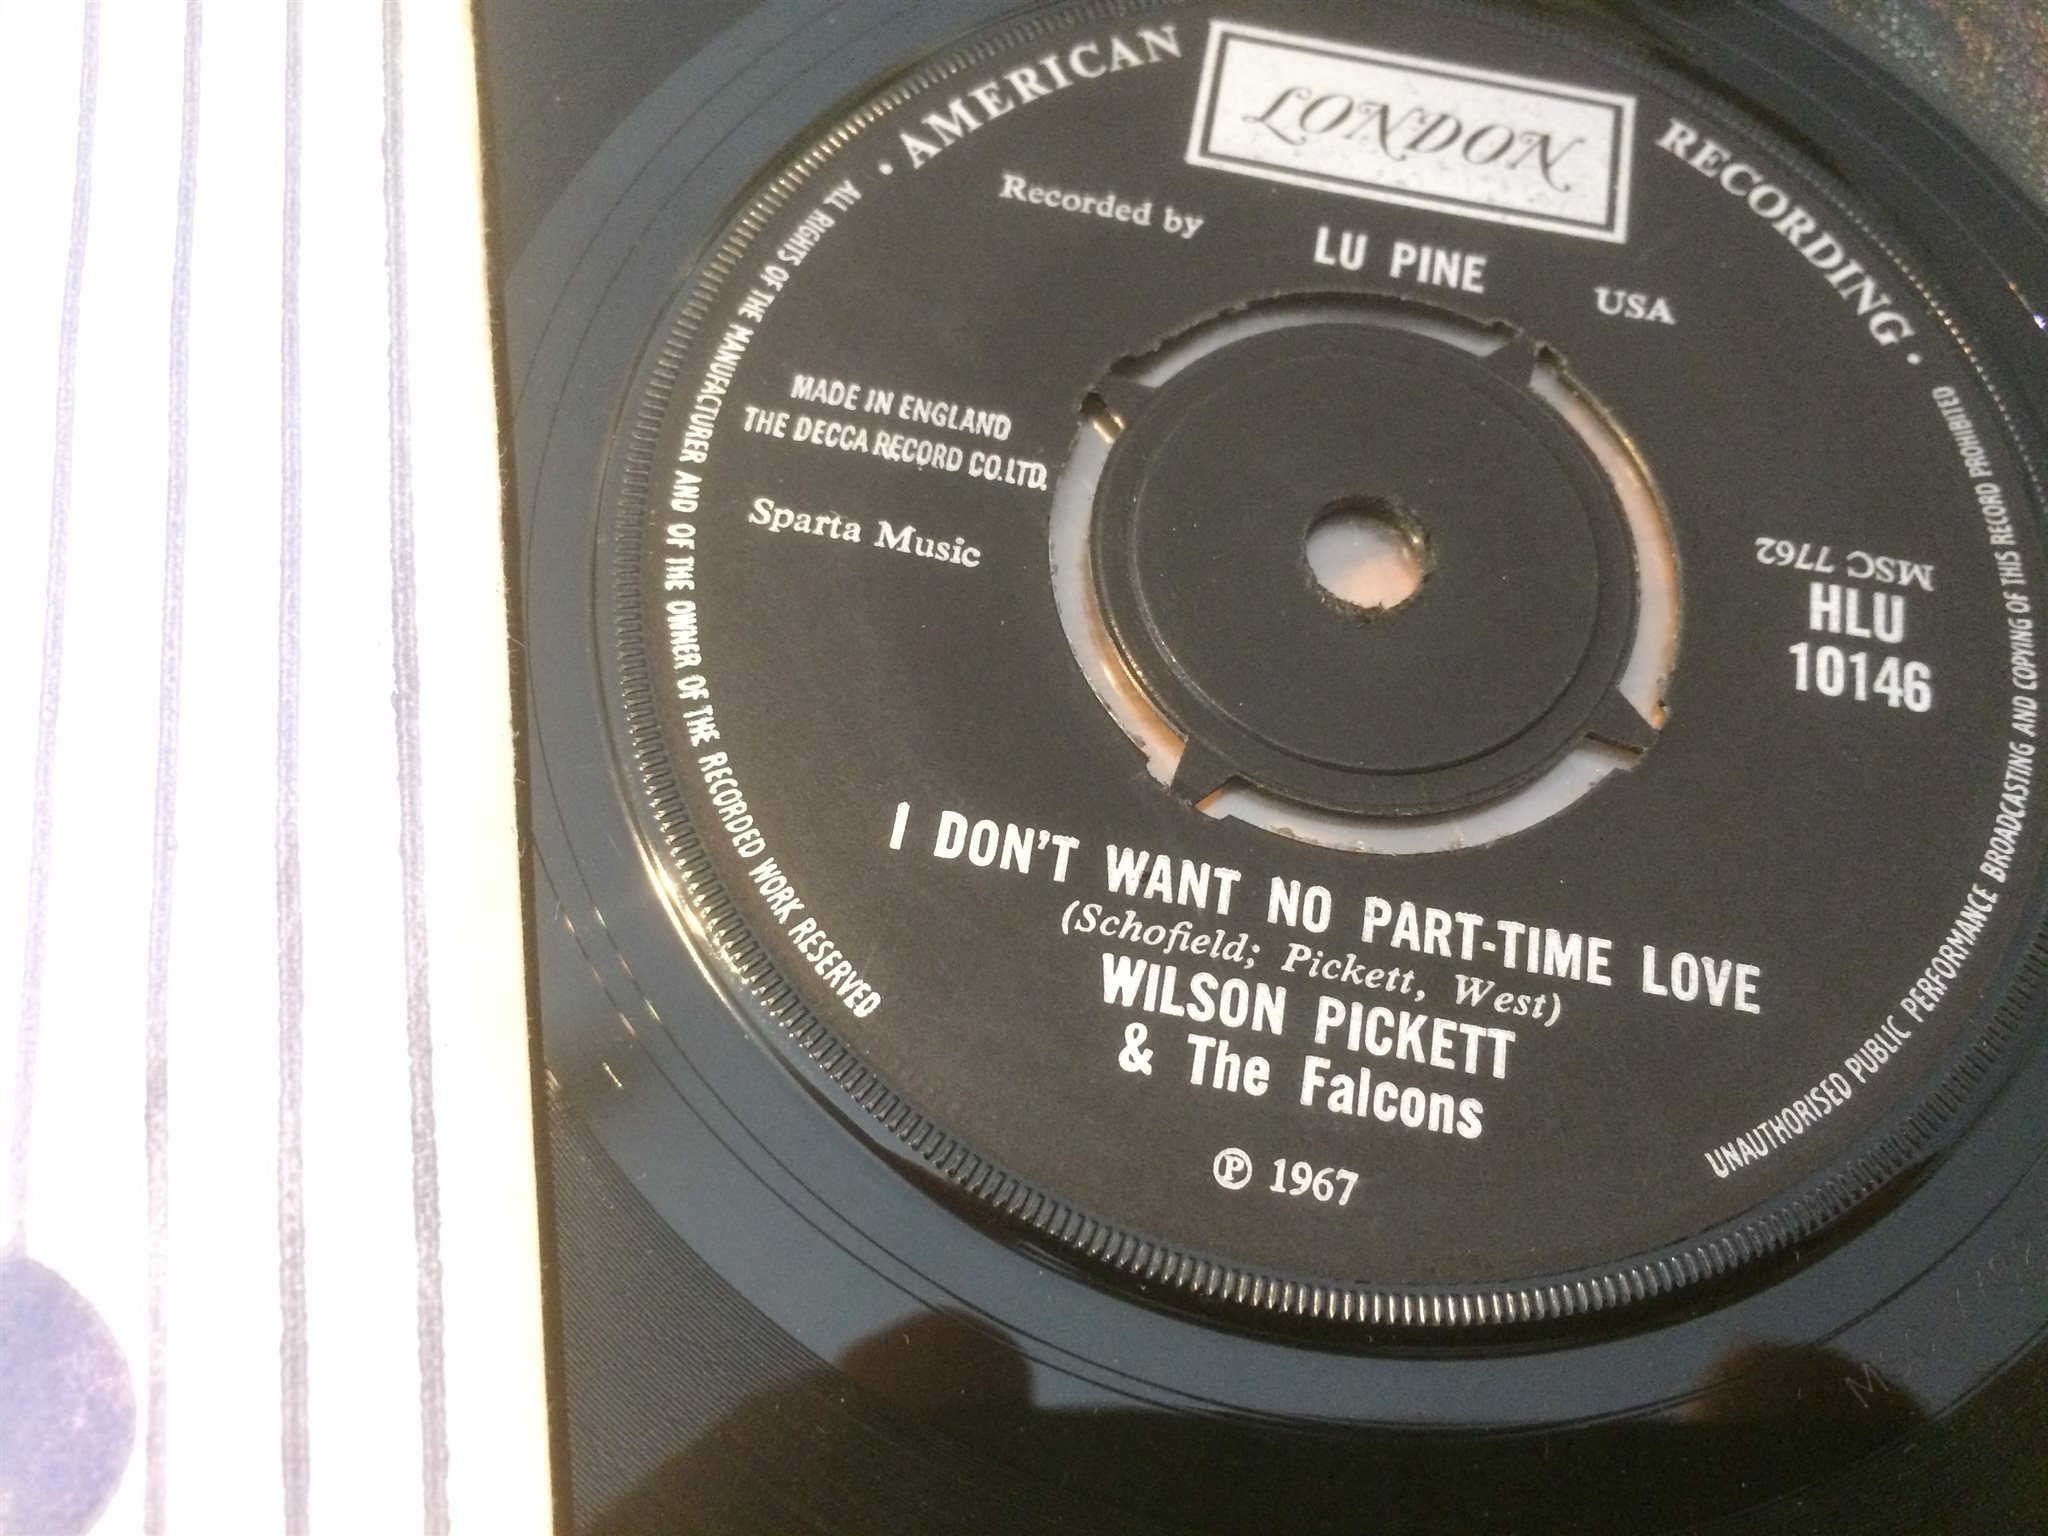 · AMERICAN LONDON RECORDING ·
Recorded by LU PINE USA
MADE IN ENGLAND
THE DECCA RECORD CO. LTD.
Sparta Music
MSC 7762
HLU
10146
I DON'T WANT NO PART-TIME LOVE
(Schofield; Pickett, West)
WILSON PICKETT
& The Falcons
℗ 1967
ALL RIGHTS OF THE MANUFACTURER AND OF THE OWNER OF THE RECORDED WORK RESERVED
UNAUTHORISED PUBLIC PERFORMANCE BROADCASTING AND COPYING OF THIS RECORD PROHIBITED